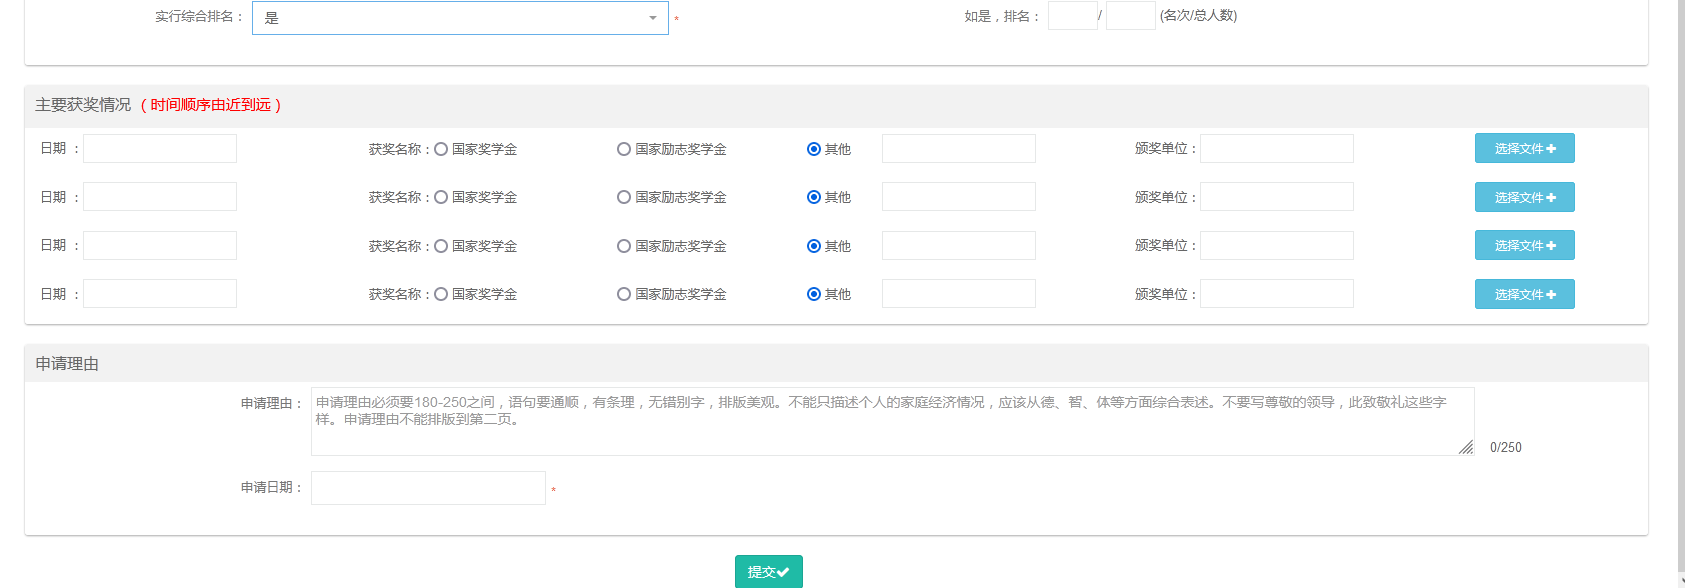 实行综合排名： 是 * 如是，排名： / (名次/总人数)
主要获奖情况 （时间顺序由近到远）
日期 ： 获奖名称： 国家奖学金 国家励志奖学金 其他 颁奖单位： 选择文件
日期 ： 获奖名称： 国家奖学金 国家励志奖学金 其他 颁奖单位： 选择文件
日期 ： 获奖名称： 国家奖学金 国家励志奖学金 其他 颁奖单位： 选择文件
日期 ： 获奖名称： 国家奖学金 国家励志奖学金 其他 颁奖单位： 选择文件
申请理由
申请理由： 申请理由必须要180-250之间，语句要通顺，有条理，无错别字，排版美观。不能只描述个人的家庭经济情况，应该从德、智、体等方面综合表述。不要写尊敬的领导，此致敬礼这些字
样。申请理由不能排版到第二页。
0/250
申请日期： *
提交